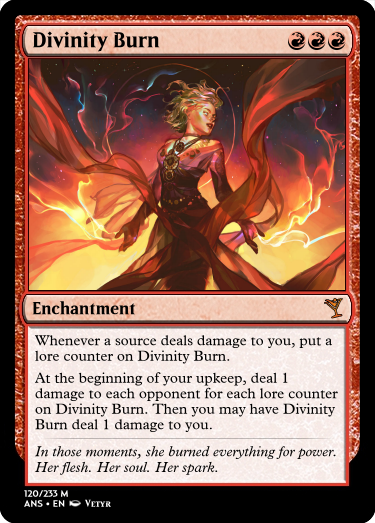 Divinity Burn
Enchantment
Whenever a source deals damage to you, put a
lore counter on Divinity Burn.
At the beginning of your upkeep, deal 1
damage to each opponent for each lore counter
on Divinity Burn. Then you may have Divinity
Burn deal 1 damage to you.
In those moments, she burned everything for power.
Her flesh. Her soul. Her spark.
120/233 M
ANS • EN Vetyr